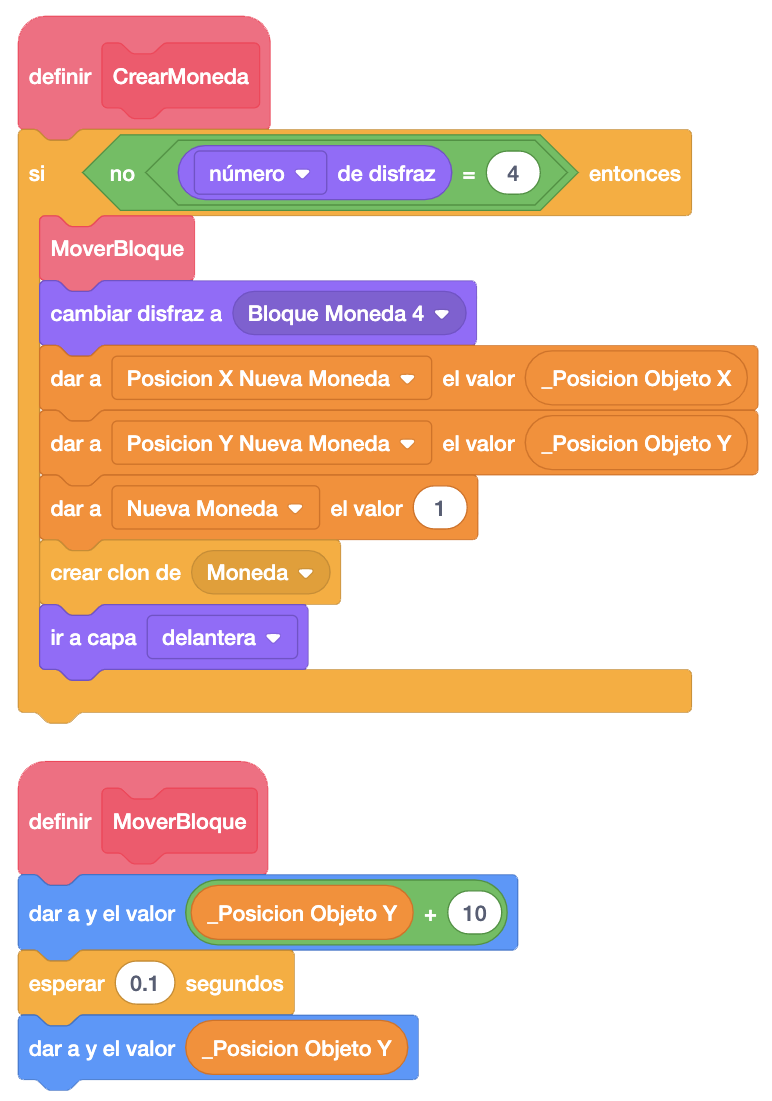 definir CrearMoneda
si no número de disfraz = 4 entonces
MoverBloque
cambiar disfraz a Bloque Moneda 4
dar a Posicion X Nueva Moneda el valor _Posicion Objeto X
dar a Posicion Y Nueva Moneda el valor _Posicion Objeto Y
dar a Nueva Moneda el valor 1
crear clon de Moneda
ir a capa delantera
definir MoverBloque
dar a y el valor _Posicion Objeto Y + 10
esperar 0.1 segundos
dar a y el valor _Posicion Objeto Y